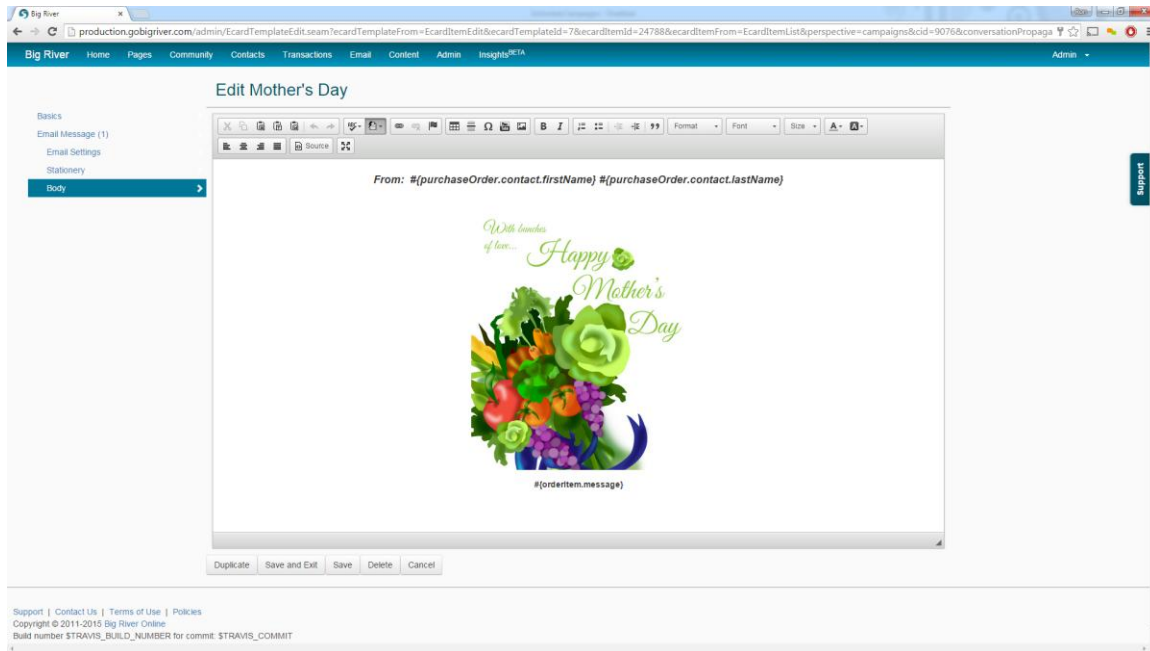 Big River
production.gobigriver.com/admin/EcardTemplateEdit.seam?ecardTemplateFrom=EcardItemEdit&ecardTemplateId=7&ecardItemId=24788&ecardItemFrom=EcardItemList&perspective=campaigns&cid=9076&conversationPropaga
Big River Home Pages Community Contacts Transactions Email Content Admin InsightsBETA Admin
Edit Mother's Day
Basics
Email Message (1)
Email Settings
Stationery
Body
Format Font Size
Source
Support
From: #{purchaseOrder.contact.firstName} #{purchaseOrder.contact.lastName}
With bunches
of love...
Happy
Mother's
Day
#{orderItem.message}
Duplicate Save and Exit Save Delete Cancel
Support | Contact Us | Terms of Use | Policies
Copyright © 2011-2015 Big River Online
Build number $TRAVIS_BUILD_NUMBER for commit: $TRAVIS_COMMIT